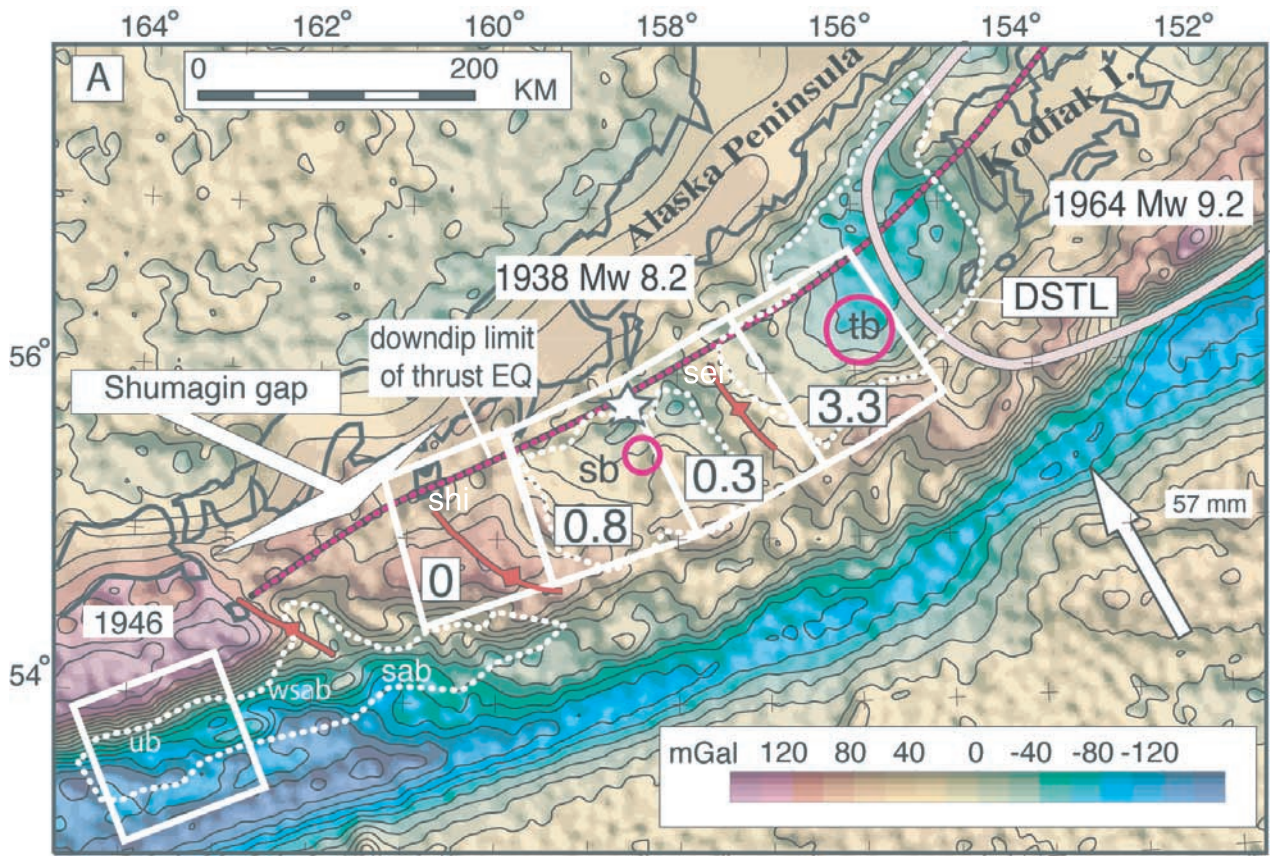 164° 162° 160° 158° 156° 154° 152°
A
0 200
KM
Alaska Peninsula
Kodiak I.
1964 Mw 9.2
1938 Mw 8.2
DSTL
downdip limit
of thrust EQ
56°
tb
Shumagin gap
sei
3.3
sb
0.3
57 mm
shi
0.8
0
1946
54°
sab
wsab
ub
mGal 120 80 40 0 -40 -80 -120